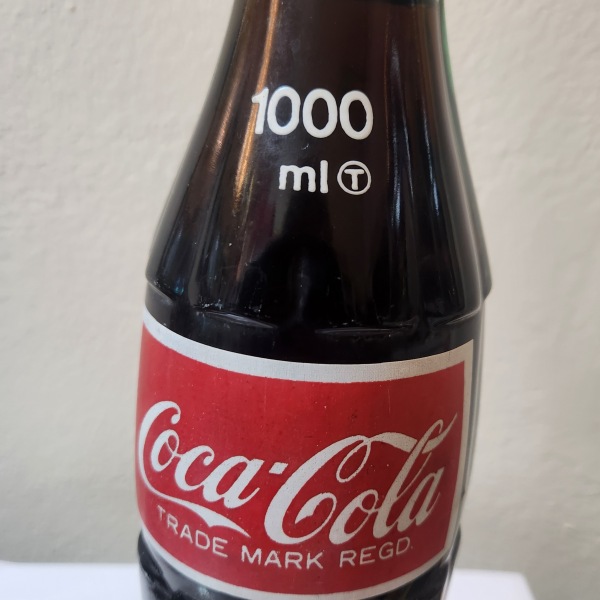 1000
ml Ⓣ
Coca-Cola
TRADE MARK REGD.